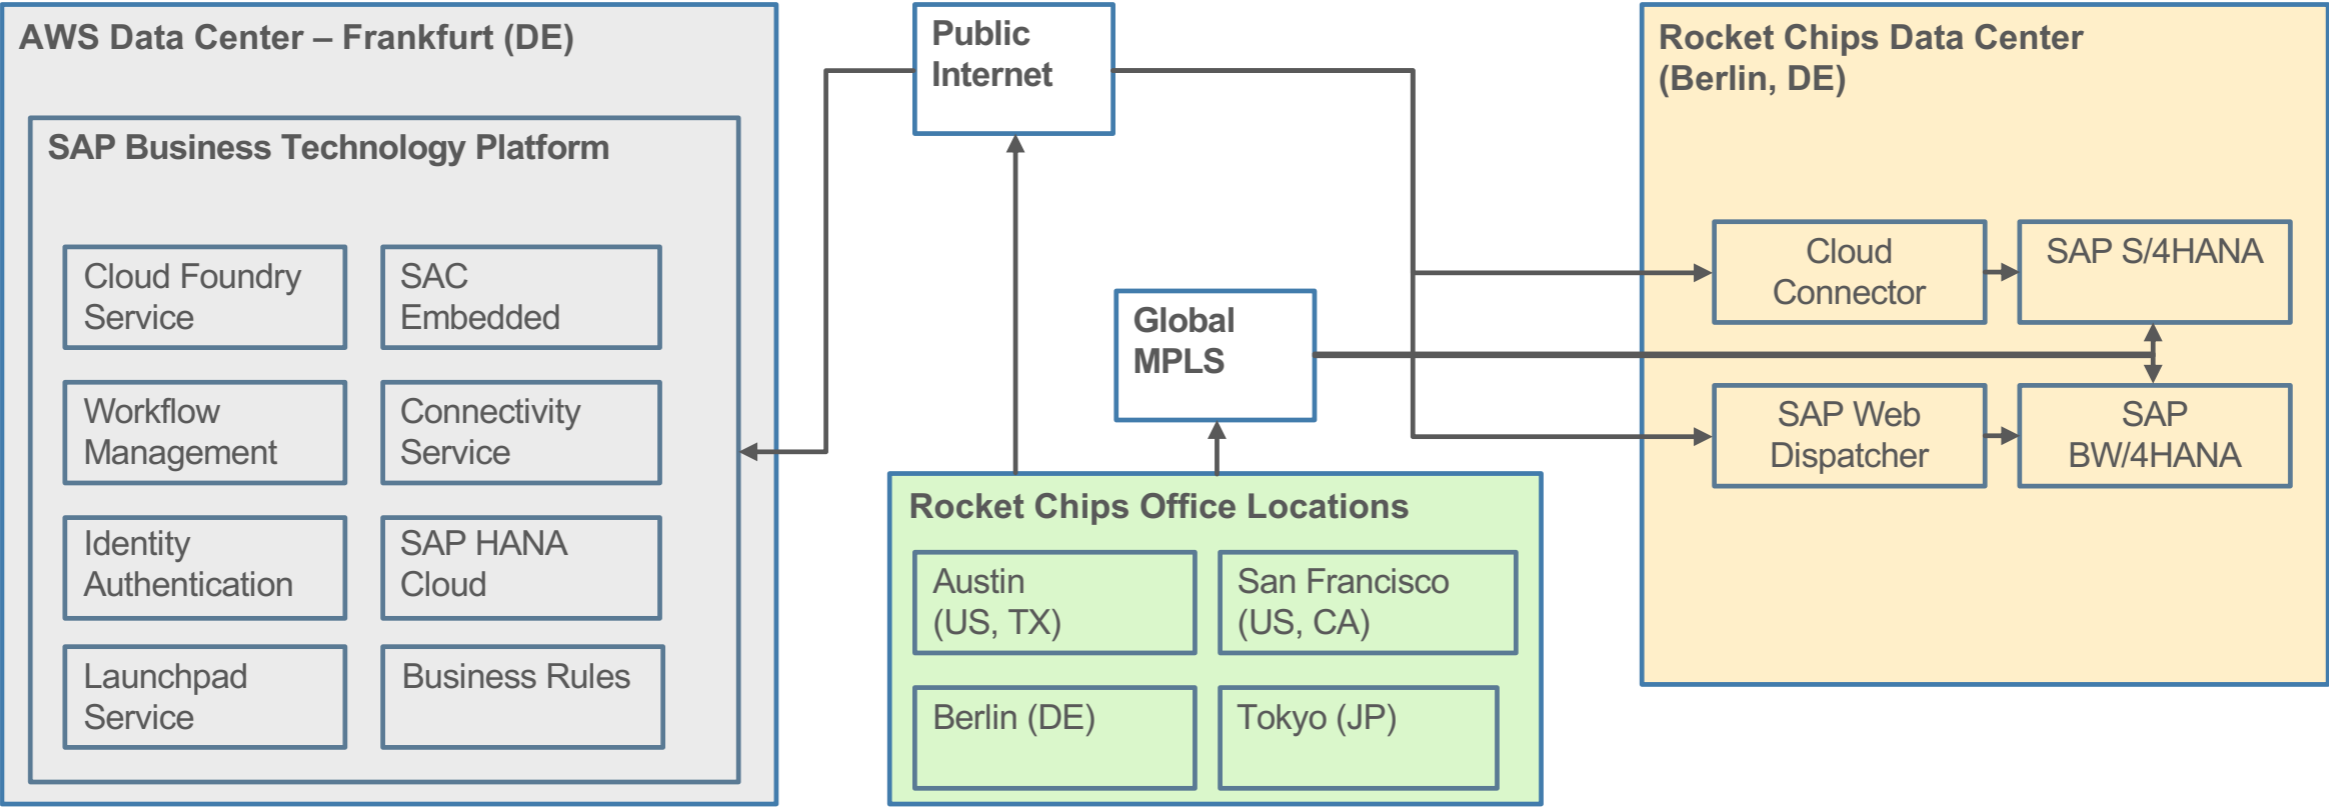 AWS Data Center – Frankfurt (DE)
SAP Business Technology Platform
Cloud Foundry
Service
SAC
Embedded
Workflow
Management
Connectivity
Service
Identity
Authentication
SAP HANA
Cloud
Launchpad
Service
Business Rules
Public
Internet
Global
MPLS
Rocket Chips Office Locations
Austin
(US, TX)
San Francisco
(US, CA)
Berlin (DE)
Tokyo (JP)
Rocket Chips Data Center
(Berlin, DE)
Cloud
Connector
SAP S/4HANA
SAP Web
Dispatcher
SAP
BW/4HANA